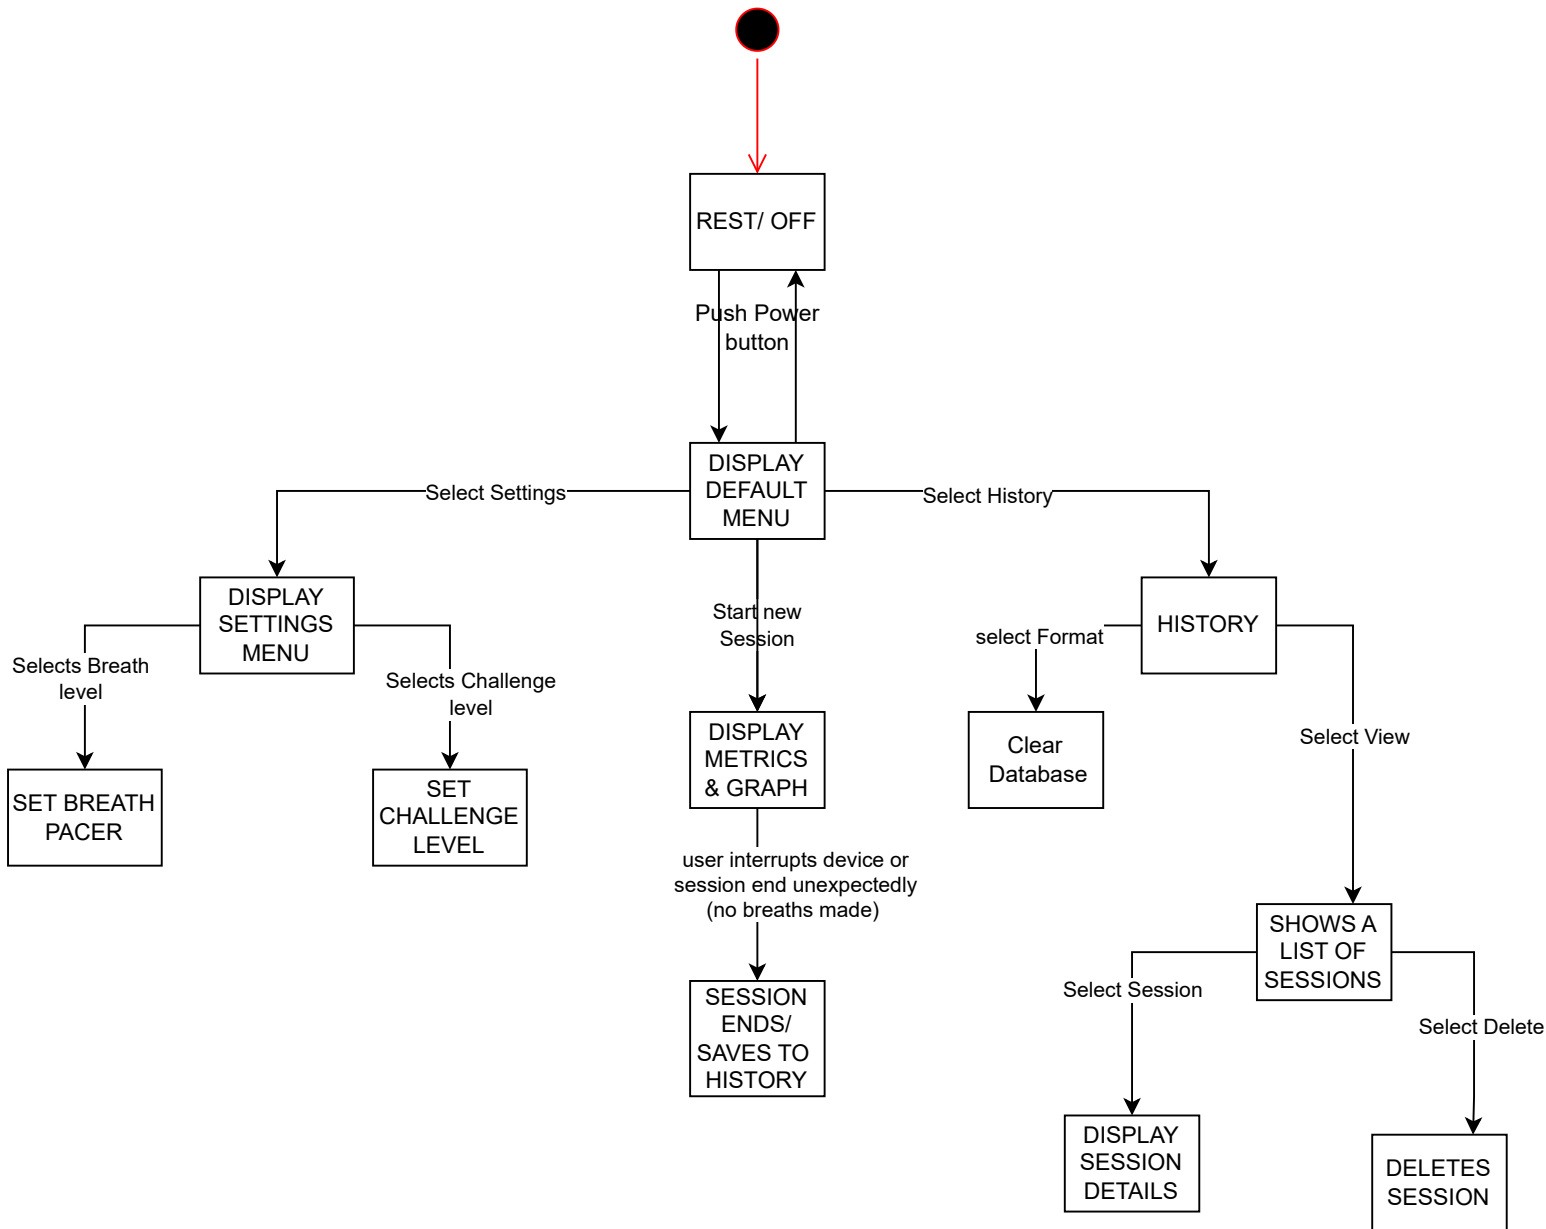 REST/ OFF
Push Power
button
DISPLAY
DEFAULT
MENU
Select Settings
Select History
DISPLAY
SETTINGS
MENU
Selects Breath
level
Selects Challenge
level
SET BREATH
PACER
SET
CHALLENGE
LEVEL
Start new
Session
DISPLAY
METRICS
& GRAPH
user interrupts device or
session end unexpectedly
(no breaths made)
SESSION
ENDS/
SAVES TO
HISTORY
HISTORY
select Format
Clear
Database
Select View
SHOWS A
LIST OF
SESSIONS
Select Session
Select Delete
DISPLAY
SESSION
DETAILS
DELETES
SESSION